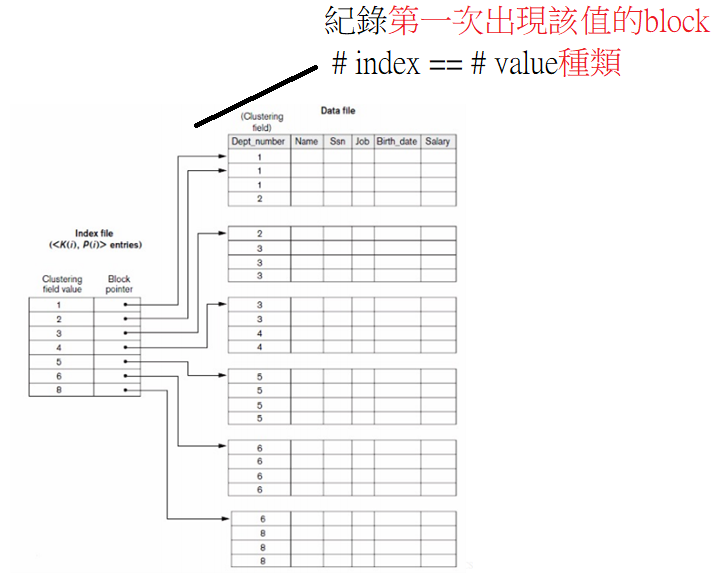 紀錄第一次出現該值的block
# index == # value種類
Data file
(Clustering
field)
Dept_number Name Ssn Job Birth_date Salary
1
1
1
2
2
3
3
3
3
3
4
4
5
5
5
5
6
6
6
6
6
8
8
8
Index file
(<K(i), P(i)> entries)
Clustering
field value
Block
pointer
1
2
3
4
5
6
8